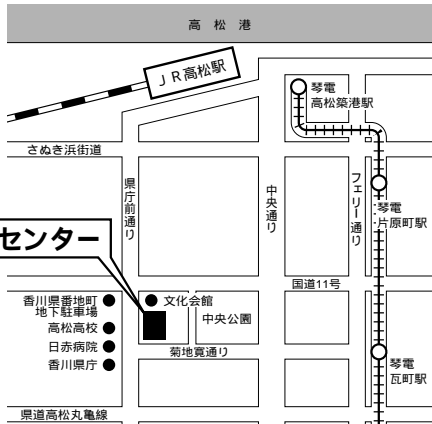 高松港
JR高松駅
琴電
高松築港駅
さぬき浜街道
県庁前通り
中央通り
フェリー通り
琴電
片原町駅
センター
国道11号
香川県番地町
地下駐車場
文化会館
高松高校
中央公園
日赤病院
菊地寛通り
香川県庁
琴電
瓦町駅
県道高松丸亀線